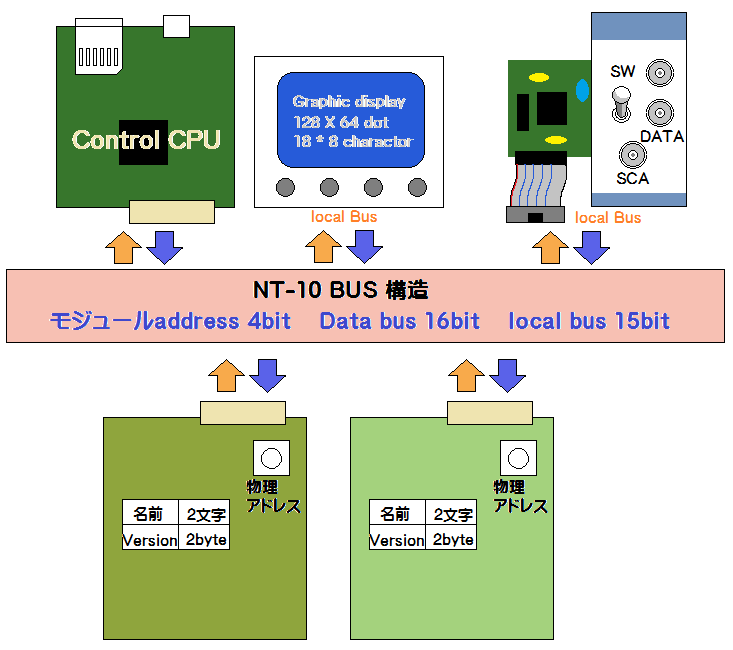 Control CPU
Graphic display
128 X 64 dot
18 * 8 charactor
local Bus
SW
DATA
SCA
local Bus
NT-10 BUS 構造
モジュールaddress 4bit Data bus 16bit local bus 15bit
物理
アドレス
名前 2文字
Version 2byte
物理
アドレス
名前 2文字
Version 2byte